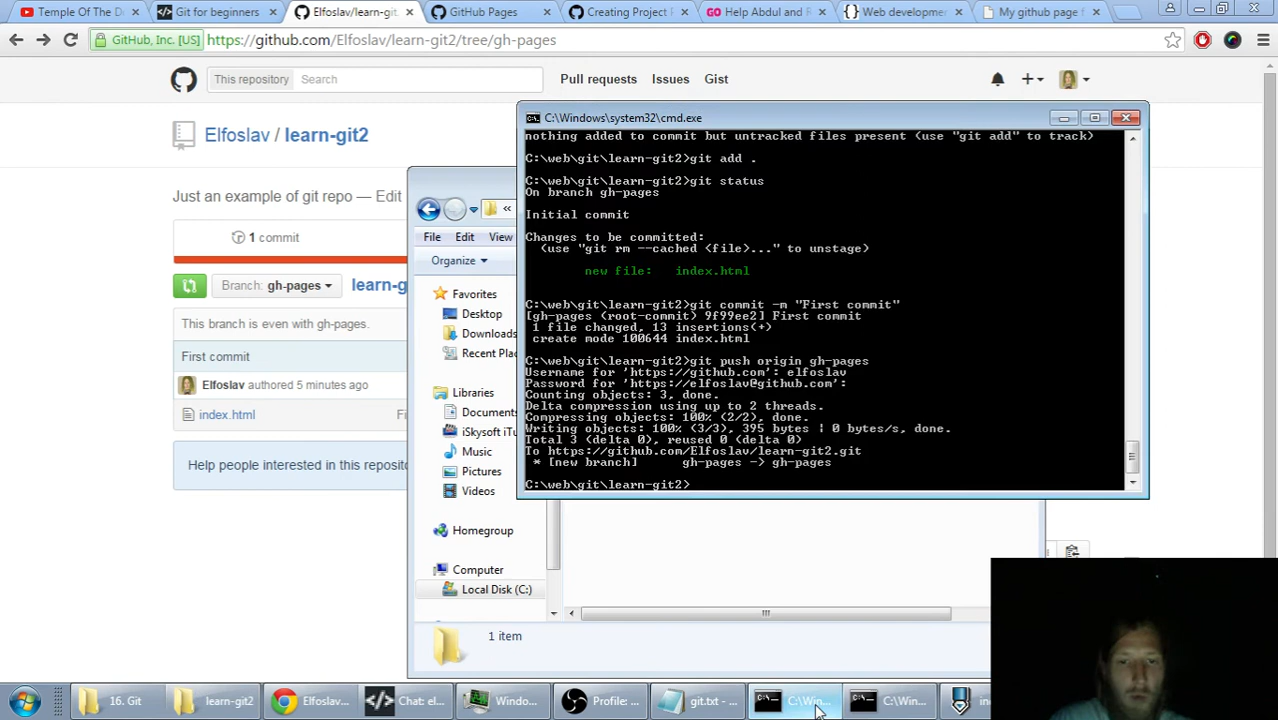 Temple Of The D
Git for beginners
Elfoslav/learn-git
GitHub Pages
Creating Project
GO Help Abdul and R
Web developmen
My github page
GitHub, Inc. [US]
https://github.com/Elfoslav/learn-git2/tree/gh-pages
This repository
Search
Pull requests
Issues
Gist
Elfoslav / learn-git2
Just an example of git repo — Edit
1 commit
Branch: gh-pages
learn-g
This branch is even with gh-pages.
First commit
Elfoslav authored 5 minutes ago
index.html
Help people interested in this repository
File Edit View
Organize
Favorites
Desktop
Downloads
Recent Plac
Libraries
Documents
iSkysoft iTu
Music
Pictures
Videos
Homegroup
Computer
Local Disk (C:)
1 item
C:\Windows\system32\cmd.exe
nothing added to commit but untracked files present (use "git add" to track)
C:\web\git\learn-git2>git add .
C:\web\git\learn-git2>git status
On branch gh-pages
Initial commit
Changes to be committed:
(use "git rm --cached <file>..." to unstage)
new file: index.html
C:\web\git\learn-git2>git commit -m "First commit"
[gh-pages (root-commit) 9f99ee2] First commit
1 file changed, 13 insertions(+)
create mode 100644 index.html
C:\web\git\learn-git2>git push origin gh-pages
Username for 'https://github.com': elfoslav
Password for 'https://elfoslav@github.com':
Counting objects: 3, done.
Delta compression using up to 2 threads.
Compressing objects: 100% (2/2), done.
Writing objects: 100% (3/3), 395 bytes | 0 bytes/s, done.
Total 3 (delta 0), reused 0 (delta 0)
To https://github.com/Elfoslav/learn-git2.git
* [new branch] gh-pages -> gh-pages
C:\web\git\learn-git2>
16. Git
learn-git2
Elfosla...
Chat: el...
Windo...
Profile: ...
git.txt - ...
C:\Win...
C:\Win...